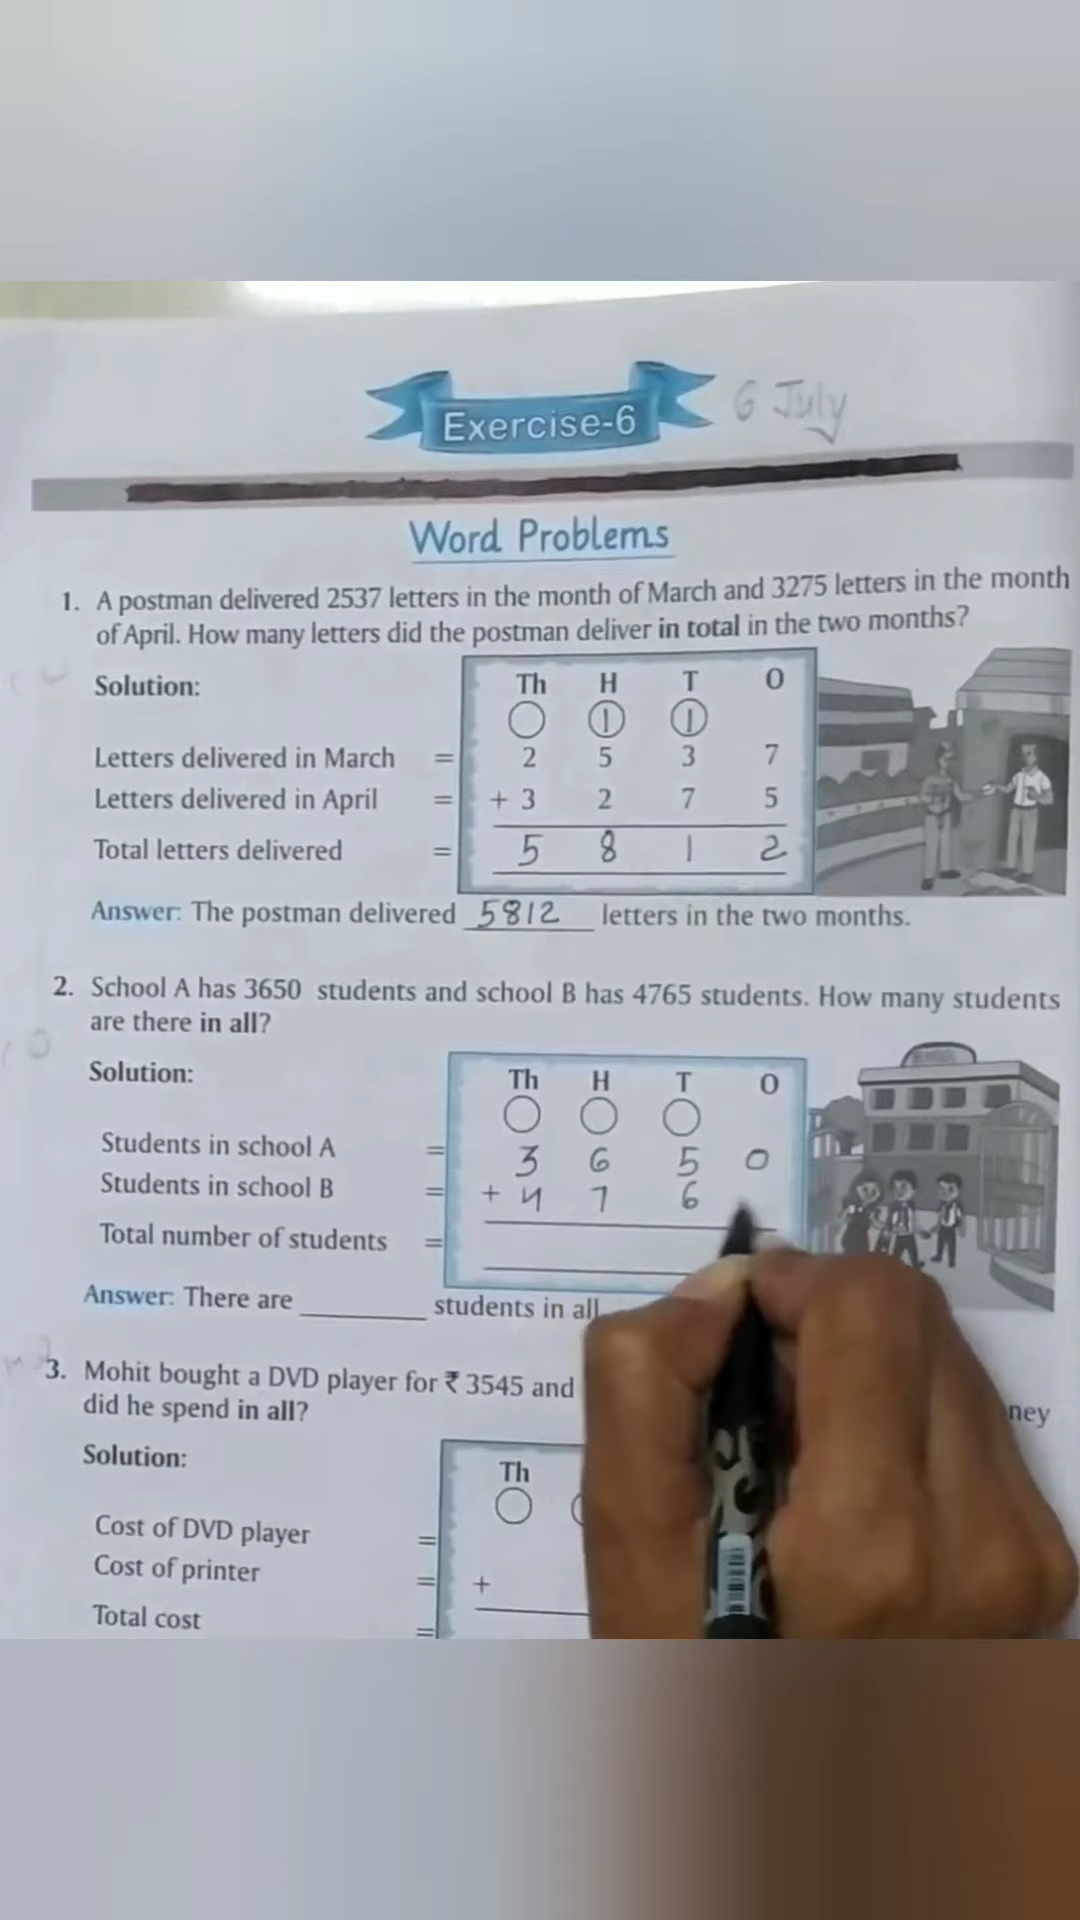 Exercise-6 6 July
Word Problems
1. A postman delivered 2537 letters in the month of March and 3275 letters in the month
of April. How many letters did the postman deliver in total in the two months?
Solution:
Th H T O
1 1
Letters delivered in March = 2 5 3 7
Letters delivered in April = + 3 2 7 5
Total letters delivered = 5 8 1 2
Answer: The postman delivered 5812 letters in the two months.
2. School A has 3650 students and school B has 4765 students. How many students
are there in all?
Solution:
Th H T O
Students in school A = 3 6 5 0
Students in school B = + 4 7 6
Total number of students =
Answer: There are ________ students in all
3. Mohit bought a DVD player for ₹ 3545 and
ney
did he spend in all?
Solution:
Th
Cost of DVD player =
Cost of printer = +
Total cost =